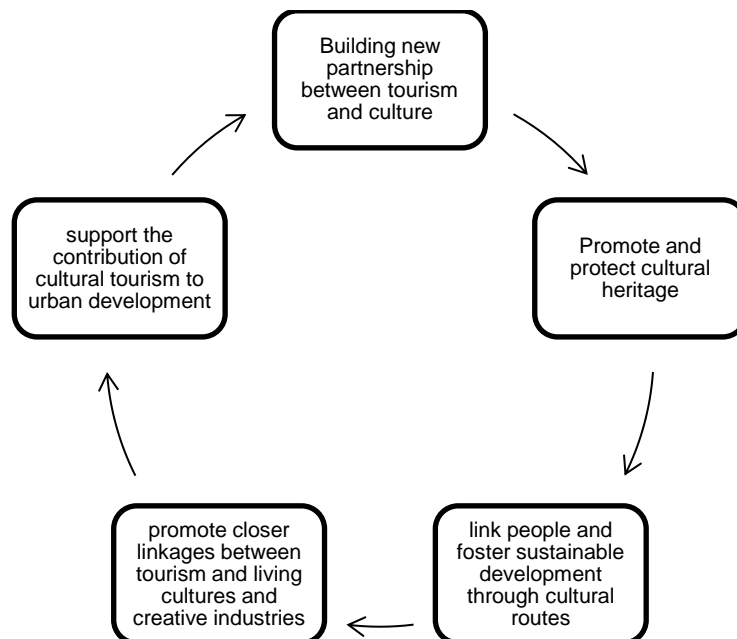 Building new
partnership
between tourism
and culture
Promote and
protect cultural
heritage
link people and
foster sustainable
development
through cultural
routes
promote closer
linkages between
tourism and living
cultures and
creative industries
support the
contribution of
cultural tourism to
urban development